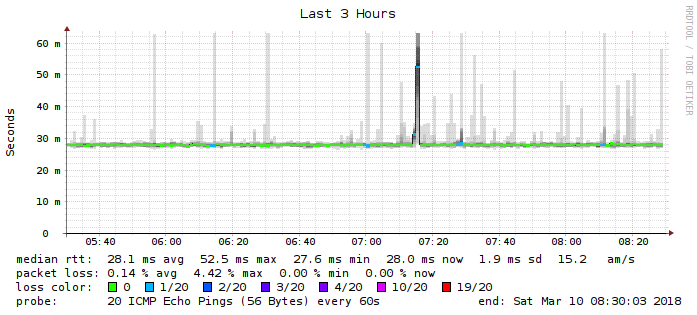 Last 3 Hours
RRDTOOL / TOBI OETIKER
Seconds
60 m
50 m
40 m
30 m
20 m
10 m
0
05:40 06:00 06:20 06:40 07:00 07:20 07:40 08:00 08:20
median rtt: 28.1 ms avg 52.5 ms max 27.6 ms min 28.0 ms now 1.9 ms sd 15.2 am/s
packet loss: 0.14 % avg 4.42 % max 0.00 % min 0.00 % now
loss color: 0 1/20 2/20 3/20 4/20 10/20 19/20
probe: 20 ICMP Echo Pings (56 Bytes) every 60s end: Sat Mar 10 08:30:03 2018